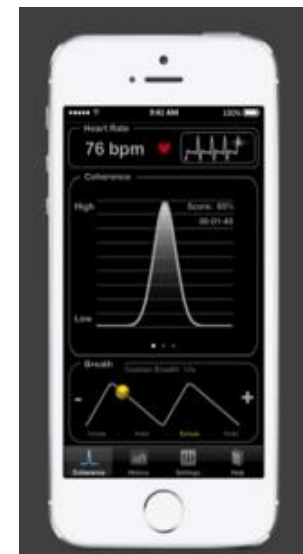 9:41 AM 100%
Heart Rate
76 bpm
Coherence
High Score: 65%
00:01:40
Low
Breath
- +
Exhale
Coherence History Settings Help